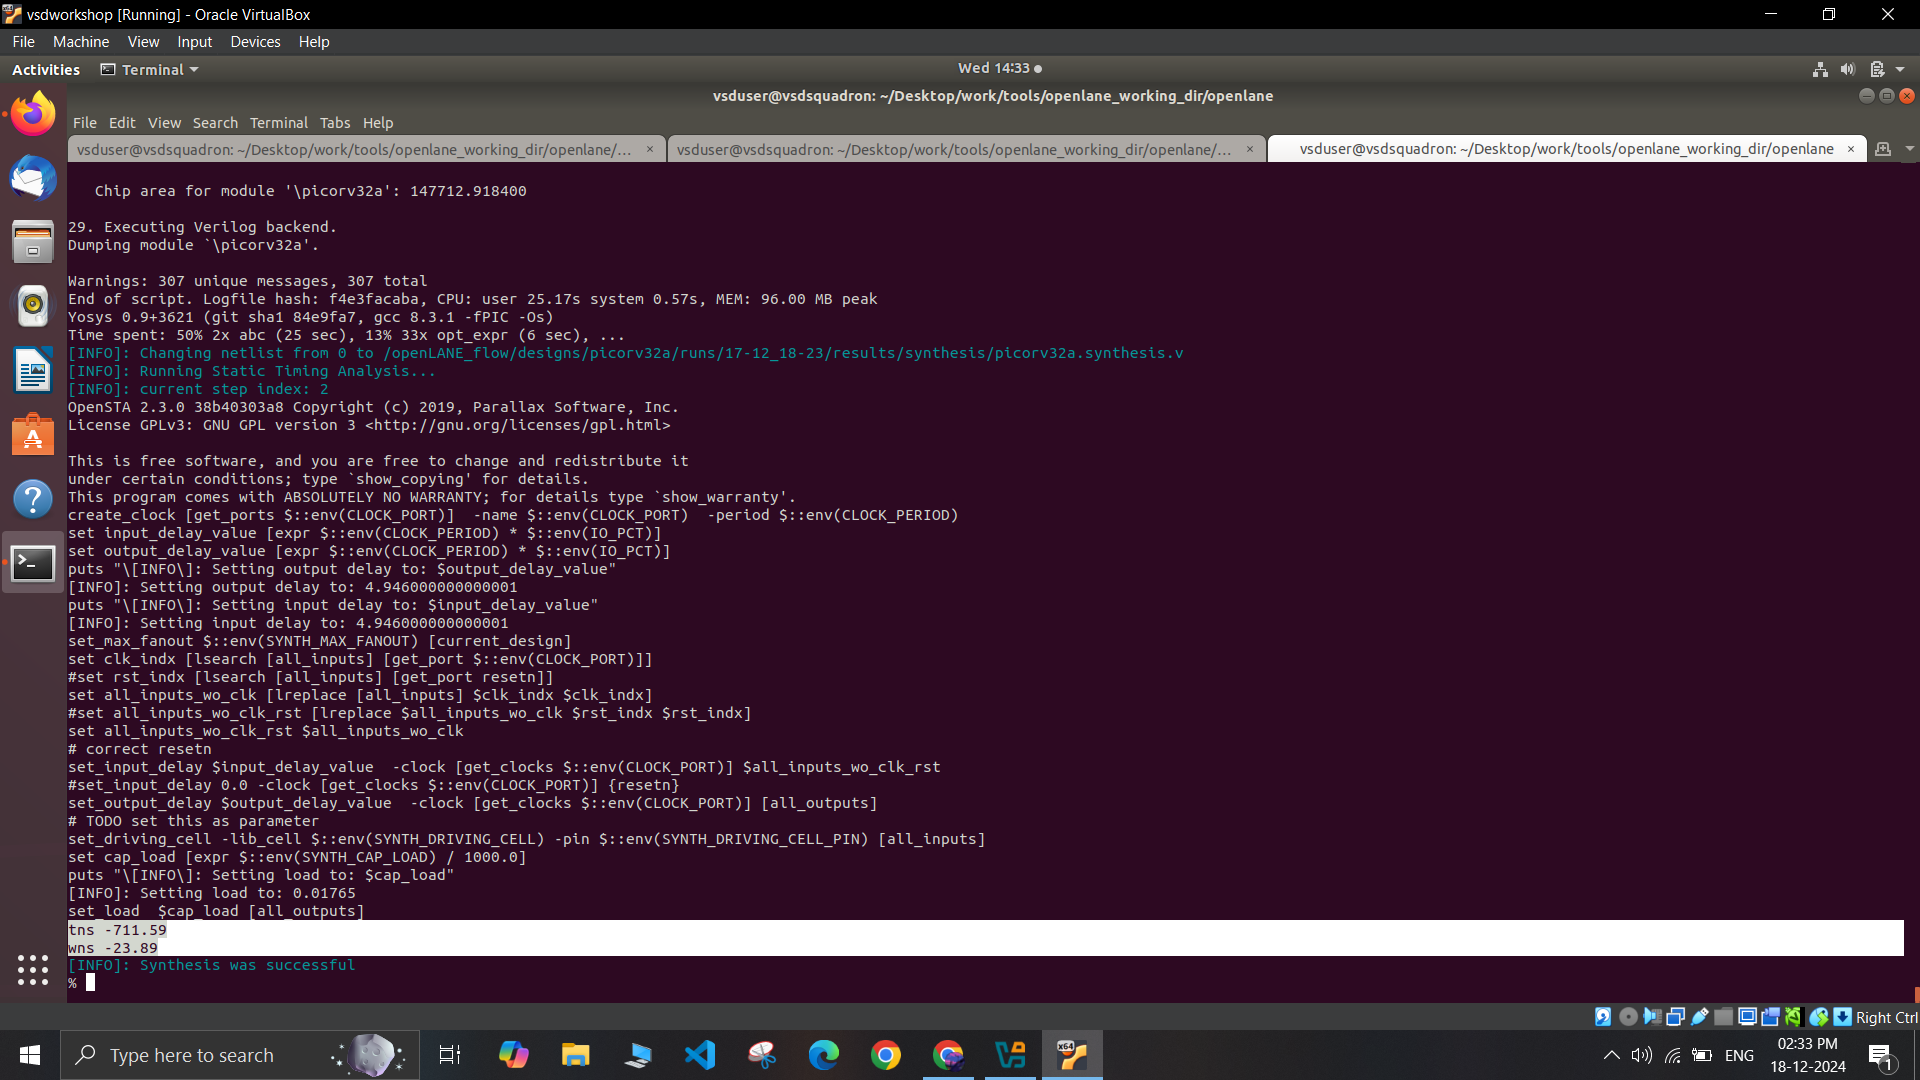 vsdworkshop [Running] - Oracle VirtualBox
File Machine View Input Devices Help
Activities Terminal Wed 14:33
vsduser@vsdsquadron: ~/Desktop/work/tools/openlane_working_dir/openlane
File Edit View Search Terminal Tabs Help
vsduser@vsdsquadron: ~/Desktop/work/tools/openlane_working_dir/openlane/... × vsduser@vsdsquadron: ~/Desktop/work/tools/openlane_working_dir/openlane/... × vsduser@vsdsquadron: ~/Desktop/work/tools/openlane_working_dir/openlane ×
Chip area for module '\picorv32a': 147712.918400
29. Executing Verilog backend.
Dumping module `\picorv32a'.
Warnings: 307 unique messages, 307 total
End of script. Logfile hash: f4e3facaba, CPU: user 25.17s system 0.57s, MEM: 96.00 MB peak
Yosys 0.9+3621 (git sha1 84e9fa7, gcc 8.3.1 -fPIC -Os)
Time spent: 50% 2x abc (25 sec), 13% 33x opt_expr (6 sec), ...
[INFO]: Changing netlist from 0 to /openLANE_flow/designs/picorv32a/runs/17-12_18-23/results/synthesis/picorv32a.synthesis.v
[INFO]: Running Static Timing Analysis...
[INFO]: current step index: 2
OpenSTA 2.3.0 38b40303a8 Copyright (c) 2019, Parallax Software, Inc.
License GPLv3: GNU GPL version 3 <http://gnu.org/licenses/gpl.html>
This is free software, and you are free to change and redistribute it
under certain conditions; type `show_copying' for details.
This program comes with ABSOLUTELY NO WARRANTY; for details type `show_warranty'.
create_clock [get_ports $::env(CLOCK_PORT)]  -name $::env(CLOCK_PORT)  -period $::env(CLOCK_PERIOD)
set input_delay_value [expr $::env(CLOCK_PERIOD) * $::env(IO_PCT)]
set output_delay_value [expr $::env(CLOCK_PERIOD) * $::env(IO_PCT)]
puts "\[INFO\]: Setting output delay to: $output_delay_value"
[INFO]: Setting output delay to: 4.946000000000001
puts "\[INFO\]: Setting input delay to: $input_delay_value"
[INFO]: Setting input delay to: 4.946000000000001
set_max_fanout $::env(SYNTH_MAX_FANOUT) [current_design]
set clk_indx [lsearch [all_inputs] [get_port $::env(CLOCK_PORT)]]
#set rst_indx [lsearch [all_inputs] [get_port resetn]]
set all_inputs_wo_clk [lreplace [all_inputs] $clk_indx $clk_indx]
#set all_inputs_wo_clk_rst [lreplace $all_inputs_wo_clk $rst_indx $rst_indx]
set all_inputs_wo_clk_rst $all_inputs_wo_clk
# correct resetn
set_input_delay $input_delay_value  -clock [get_clocks $::env(CLOCK_PORT)] $all_inputs_wo_clk_rst
#set_input_delay 0.0 -clock [get_clocks $::env(CLOCK_PORT)] {resetn}
set_output_delay $output_delay_value  -clock [get_clocks $::env(CLOCK_PORT)] [all_outputs]
# TODO set this as parameter
set_driving_cell -lib_cell $::env(SYNTH_DRIVING_CELL) -pin $::env(SYNTH_DRIVING_CELL_PIN) [all_inputs]
set cap_load [expr $::env(SYNTH_CAP_LOAD) / 1000.0]
puts "\[INFO\]: Setting load to: $cap_load"
[INFO]: Setting load to: 0.01765
set_load  $cap_load [all_outputs]
tns -711.59
wns -23.89
[INFO]: Synthesis was successful
%
Right Ctrl
Type here to search
ENG
02:33 PM
18-12-2024
1
x64